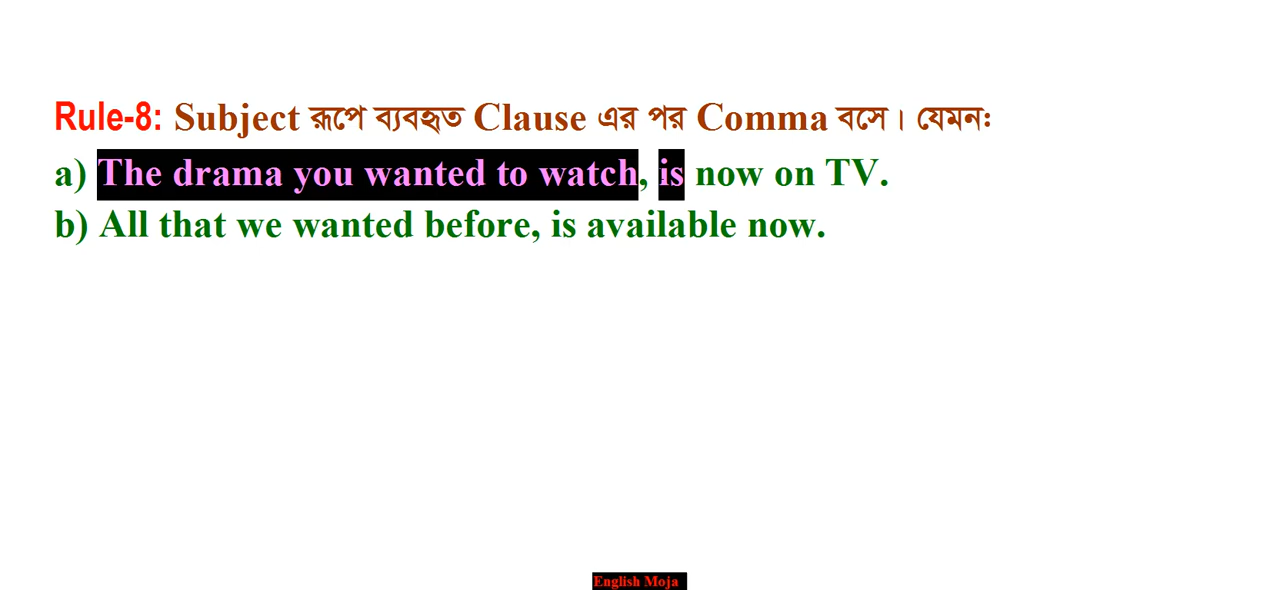 Rule-8: Subject রূপে ব্যবহৃত Clause এর পর Comma বসে। যেমনঃ
a) The drama you wanted to watch, is now on TV.
b) All that we wanted before, is available now.
English Moja